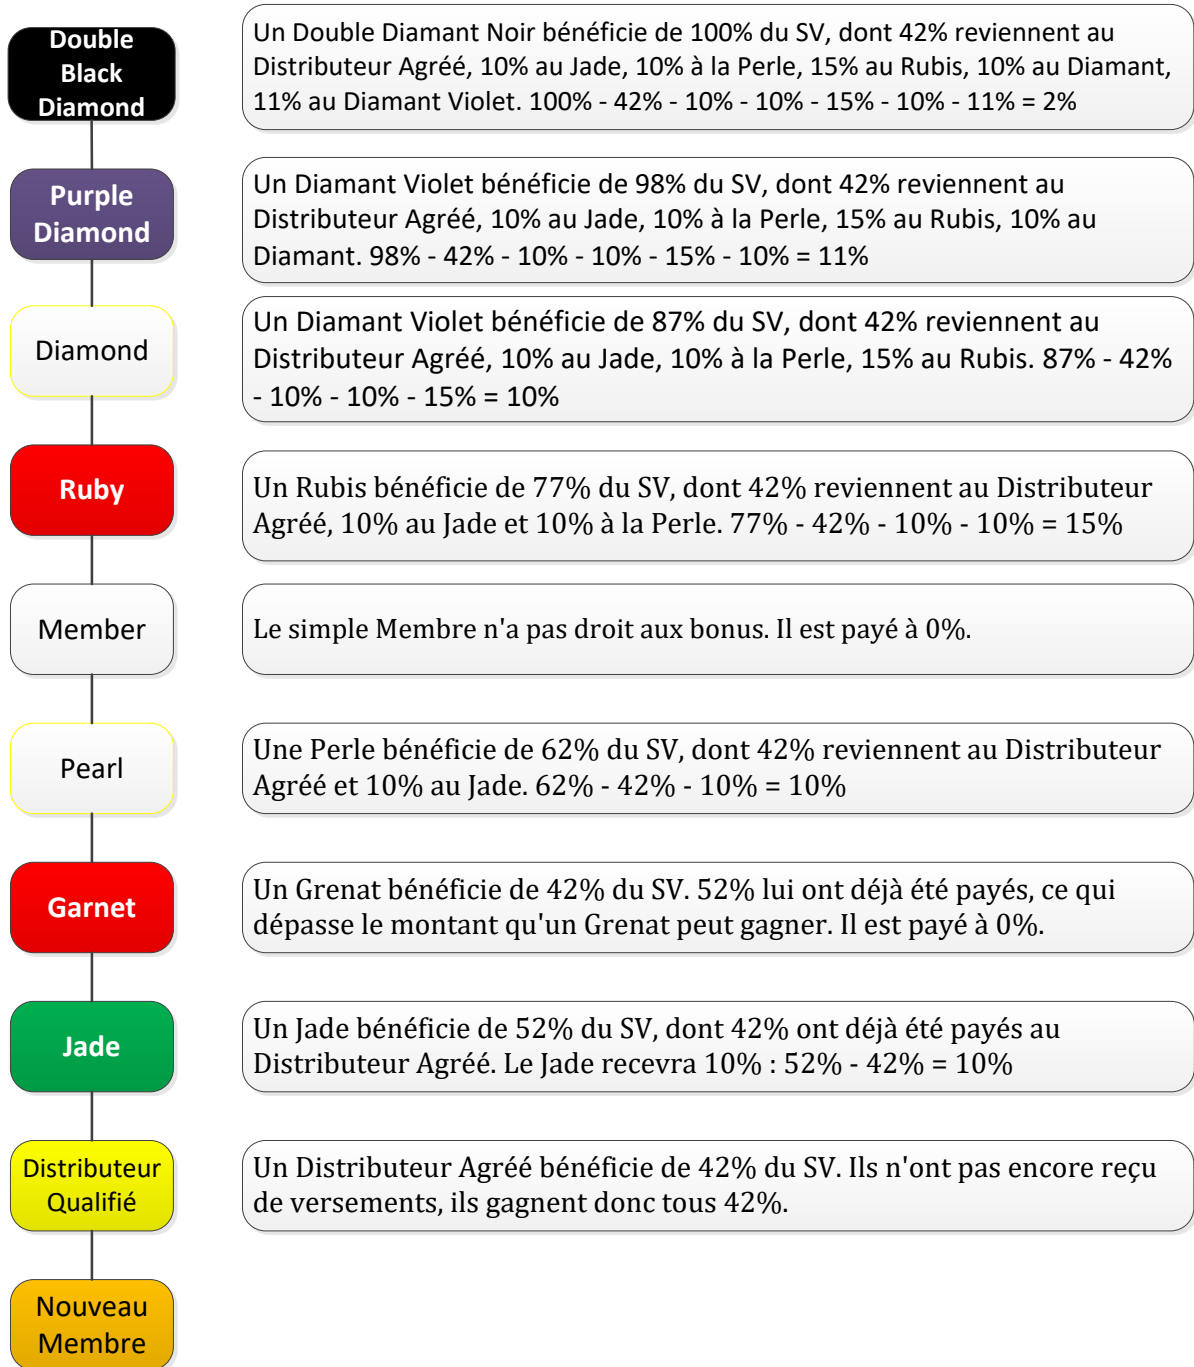 Double
Black
Diamond
Un Double Diamant Noir bénéficie de 100% du SV, dont 42% reviennent au
Distributeur Agréé, 10% au Jade, 10% à la Perle, 15% au Rubis, 10% au Diamant,
11% au Diamant Violet. 100% - 42% - 10% - 10% - 15% - 10% - 11% = 2%
Purple
Diamond
Un Diamant Violet bénéficie de 98% du SV, dont 42% reviennent au
Distributeur Agréé, 10% au Jade, 10% à la Perle, 15% au Rubis, 10% au
Diamant. 98% - 42% - 10% - 10% - 15% - 10% = 11%
Diamond
Un Diamant Violet bénéficie de 87% du SV, dont 42% reviennent au
Distributeur Agréé, 10% au Jade, 10% à la Perle, 15% au Rubis. 87% - 42%
- 10% - 10% - 15% = 10%
Ruby
Un Rubis bénéficie de 77% du SV, dont 42% reviennent au Distributeur
Agréé, 10% au Jade et 10% à la Perle. 77% - 42% - 10% - 10% = 15%
Member
Le simple Membre n'a pas droit aux bonus. Il est payé à 0%.
Pearl
Une Perle bénéficie de 62% du SV, dont 42% reviennent au Distributeur
Agréé et 10% au Jade. 62% - 42% - 10% = 10%
Garnet
Un Grenat bénéficie de 42% du SV. 52% lui ont déjà été payés, ce qui
dépasse le montant qu'un Grenat peut gagner. Il est payé à 0%.
Jade
Un Jade bénéficie de 52% du SV, dont 42% ont déjà été payés au
Distributeur Agréé. Le Jade recevra 10% : 52% - 42% = 10%
Distributeur
Qualifié
Un Distributeur Agréé bénéficie de 42% du SV. Ils n'ont pas encore reçu
de versements, ils gagnent donc tous 42%.
Nouveau
Membre